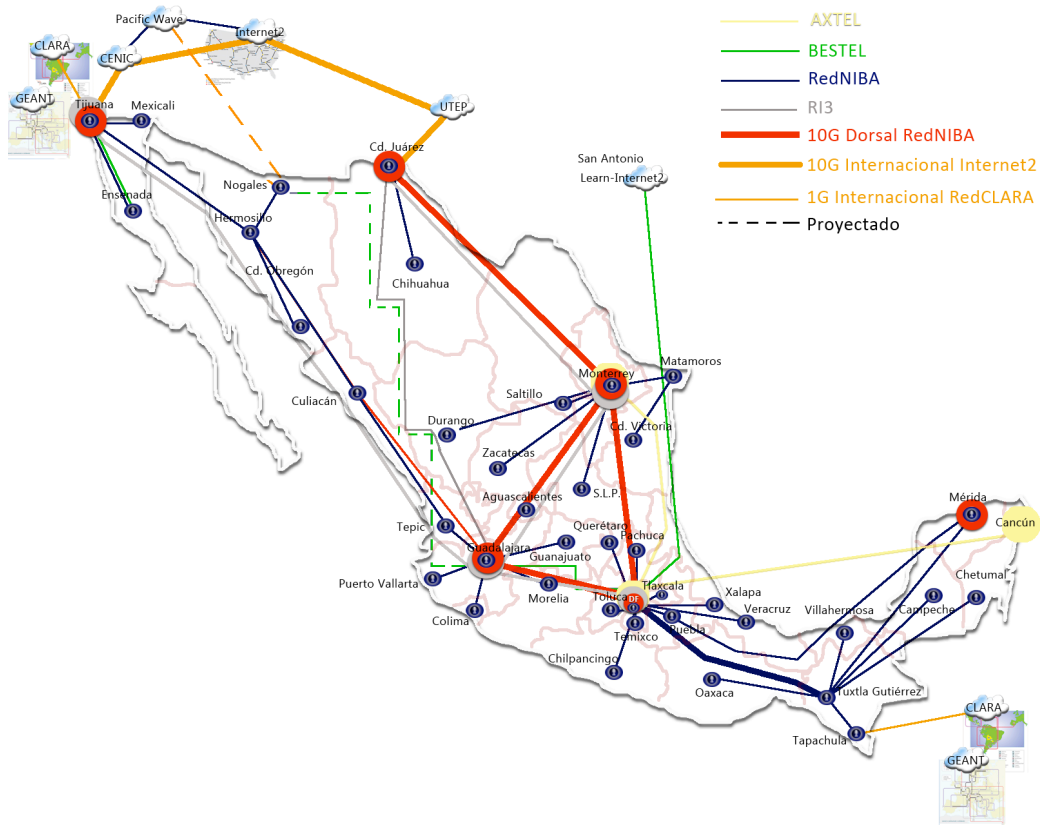 Pacific Wave
Internet2
CLARA
CENIC
GEANT
Tijuana
Mexicali
UTEP
Cd. Juárez
Ensenada
Nogales
Hermosillo
Cd. Obregón
Chihuahua
San Antonio
Learn-Internet2
AXTEL
BESTEL
RedNIBA
RI3
10G Dorsal RedNIBA
10G Internacional Internet2
1G Internacional RedCLARA
Proyectado
Monterrey
Matamoros
Saltillo
Culiacán
Durango
Cd. Victoria
Zacatecas
S.L.P.
Aguascalientes
Tepic
Querétaro
Pachuca
Guadalajara
Guanajuato
Mérida
Cancún
Puerto Vallarta
Morelia
Toluca
Tlaxcala
DF
Xalapa
Chetumal
Colima
Temixco
Puebla
Veracruz
Villahermosa
Campeche
Chilpancingo
Oaxaca
Tuxtla Gutiérrez
Tapachula
CLARA
GEANT